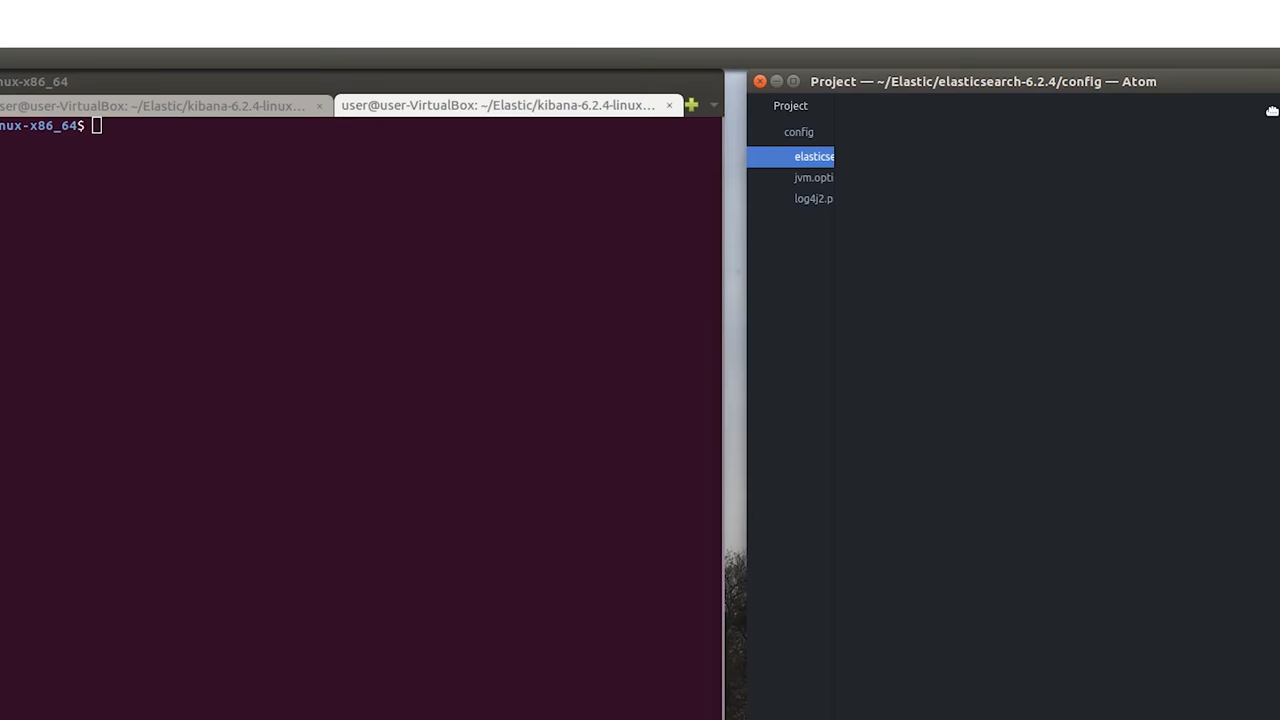 nux-x86_64
ser@user-VirtualBox: ~/Elastic/kibana-6.2.4-linux... ×
user@user-VirtualBox: ~/Elastic/kibana-6.2.4-linux... ×
nux-x86_64$
Project — ~/Elastic/elasticsearch-6.2.4/config — Atom
Project
config
elasticse
jvm.opti
log4j2.p